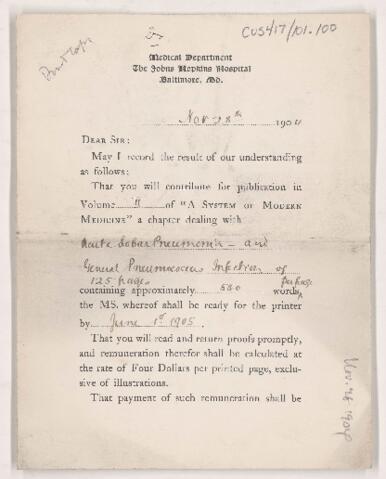 CUS417/101.100
Medical Department
The Johns Hopkins Hospital
Baltimore, Md.
Nov 28th 1904
DEAR SIR:
May I record the result of our understanding
as follows:
That you will contribute for publication in
Volume II of "A SYSTEM OF MODERN
MEDICINE" a chapter dealing with
Acute Lobar Pneumonia - and
General Pneumococcus Infection of
125 pages per page
containing approximately 580 words,
the MS. whereof shall be ready for the printer
by June 1st 1905.
That you will read and return proofs promptly,
and remuneration therefor shall be calculated at
the rate of Four Dollars per printed page, exclu-
sive of illustrations.
That payment of such remuneration shall be